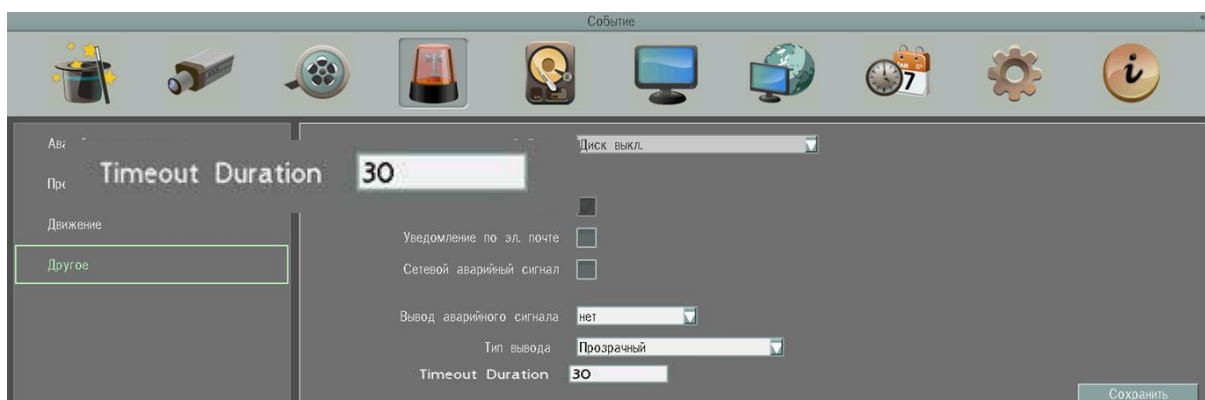 Событие
7
i
Диск выкл.
Timeout Duration 30
Движение
Уведомление по эл. почте
Другое
Сетевой аварийный сигнал
Вывод аварийного сигнала нет
Тип вывода Прозрачный
Timeout Duration 30
Сохранить